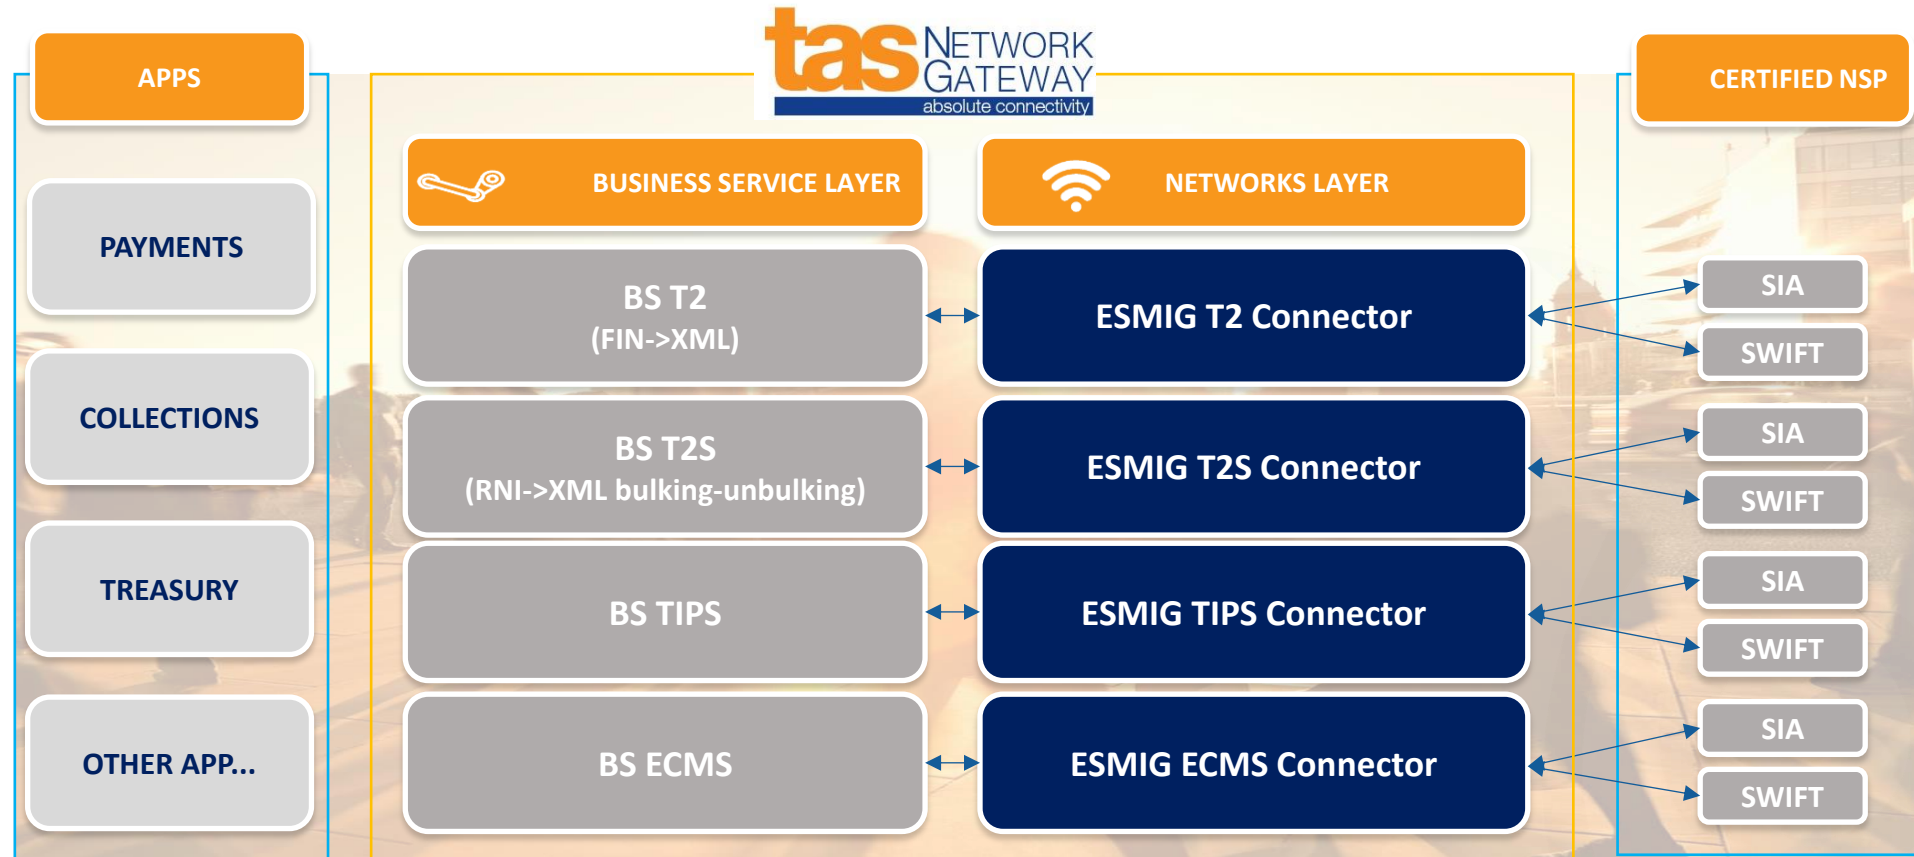 tas NETWORK
GATEWAY
absolute connectivity
APPS
CERTIFIED NSP
BUSINESS SERVICE LAYER
NETWORKS LAYER
PAYMENTS
COLLECTIONS
TREASURY
OTHER APP...
BS T2
(FIN->XML)
ESMIG T2 Connector
SIA
SWIFT
BS T2S
(RNI->XML bulking-unbulking)
ESMIG T2S Connector
SIA
SWIFT
BS TIPS
ESMIG TIPS Connector
SIA
SWIFT
BS ECMS
ESMIG ECMS Connector
SIA
SWIFT